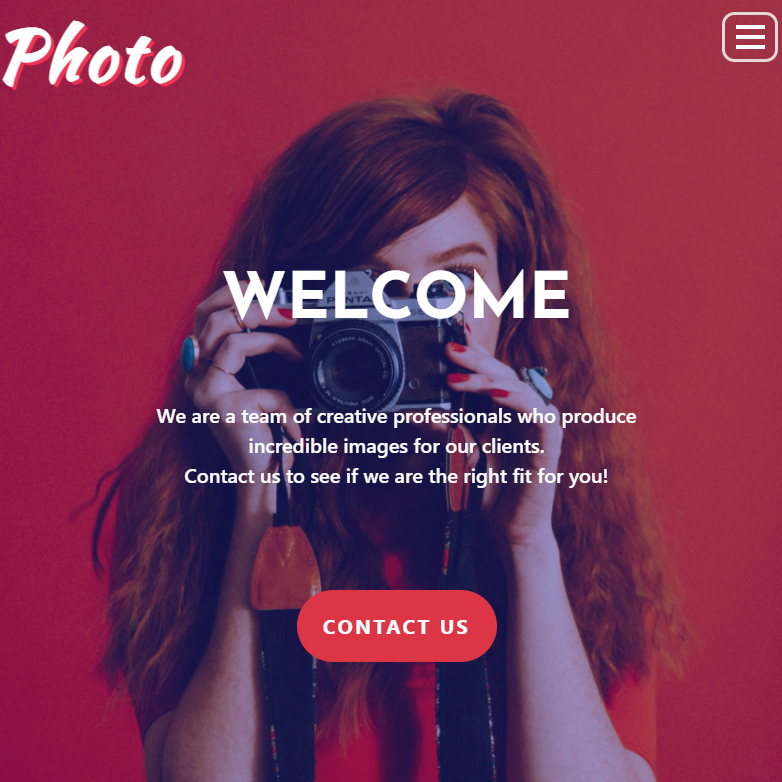 Photo
WELCOME
PENTA
We are a team of creative professionals who produce
incredible images for our clients.
Contact us to see if we are the right fit for you!
CONTACT US